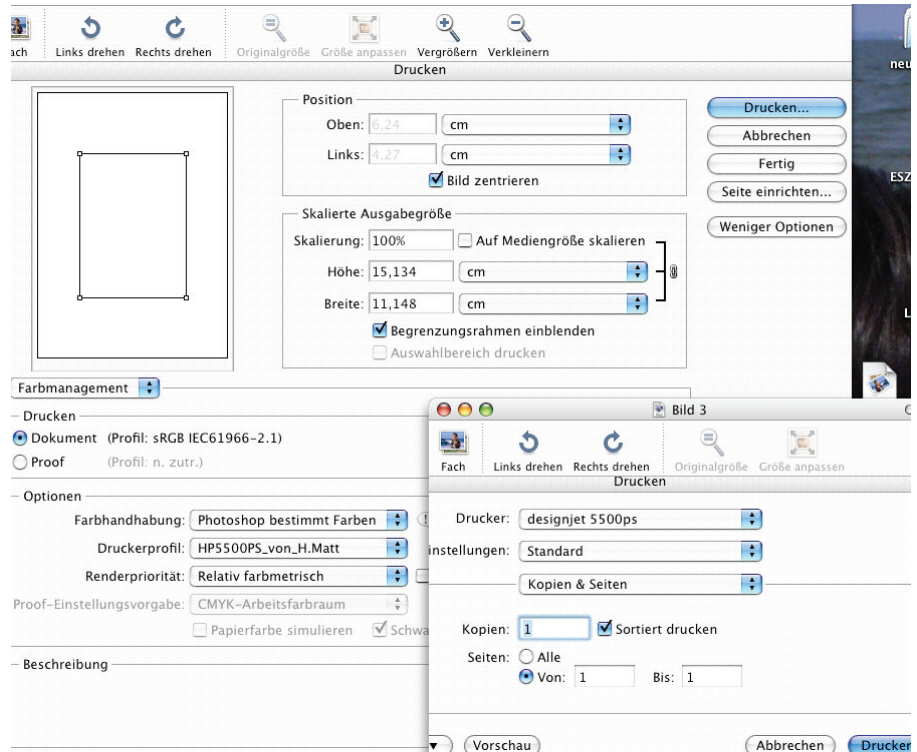 ach Links drehen Rechts drehen Originalgröße Größe anpassen Vergrößern Verkleinern
neu
Drucken
Position
Oben: 6,24 cm
Links: 4,27 cm
Bild zentrieren
Drucken...
Abbrechen
Fertig
Seite einrichten...
Weniger Optionen
ESZ
Skalierte Ausgabegröße
Skalierung: 100% Auf Mediengröße skalieren
Höhe: 15,134 cm
Breite: 11,148 cm
Begrenzungsrahmen einblenden
Auswahlbereich drucken
L
Farbmanagement
Drucken
Dokument (Profil: sRGB IEC61966-2.1)
Proof (Profil: n. zutr.)
Optionen
Farbhandhabung: Photoshop bestimmt Farben
Druckerprofil: HP5500PS_von_H.Matt
Renderpriorität: Relativ farbmetrisch
Proof-Einstellungsvorgabe: CMYK-Arbeitsfarbraum
Papierfarbe simulieren Schwa
Beschreibung
Bild 3
Fach Links drehen Rechts drehen Originalgröße Größe anpassen
Drucken
Drucker: designjet 5500ps
instellungen: Standard
Kopien & Seiten
Kopien: 1 Sortiert drucken
Seiten: Alle
Von: 1 Bis: 1
Vorschau Abbrechen Drucken